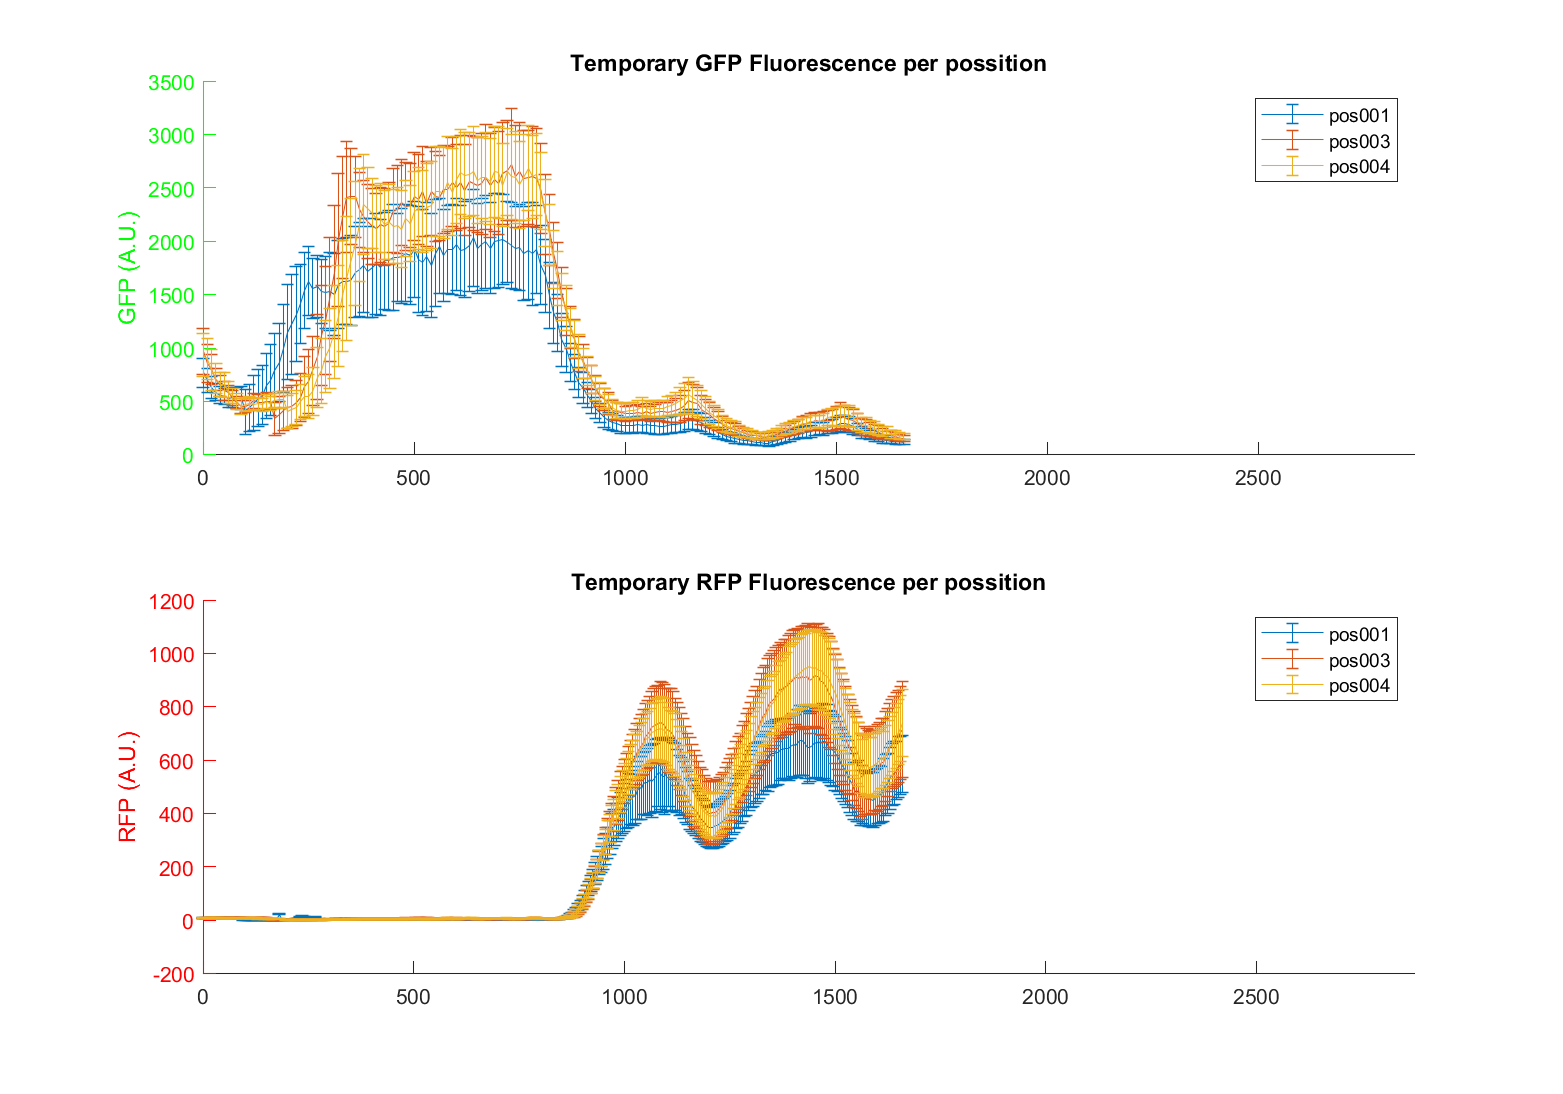 Temporary GFP Fluorescence per possition
3500
3000
2500
2000
1500
1000
500
0
GFP (A.U.)
0 500 1000 1500 2000 2500
pos001
pos003
pos004
Temporary RFP Fluorescence per possition
1200
1000
800
600
400
200
0
-200
RFP (A.U.)
0 500 1000 1500 2000 2500
pos001
pos003
pos004